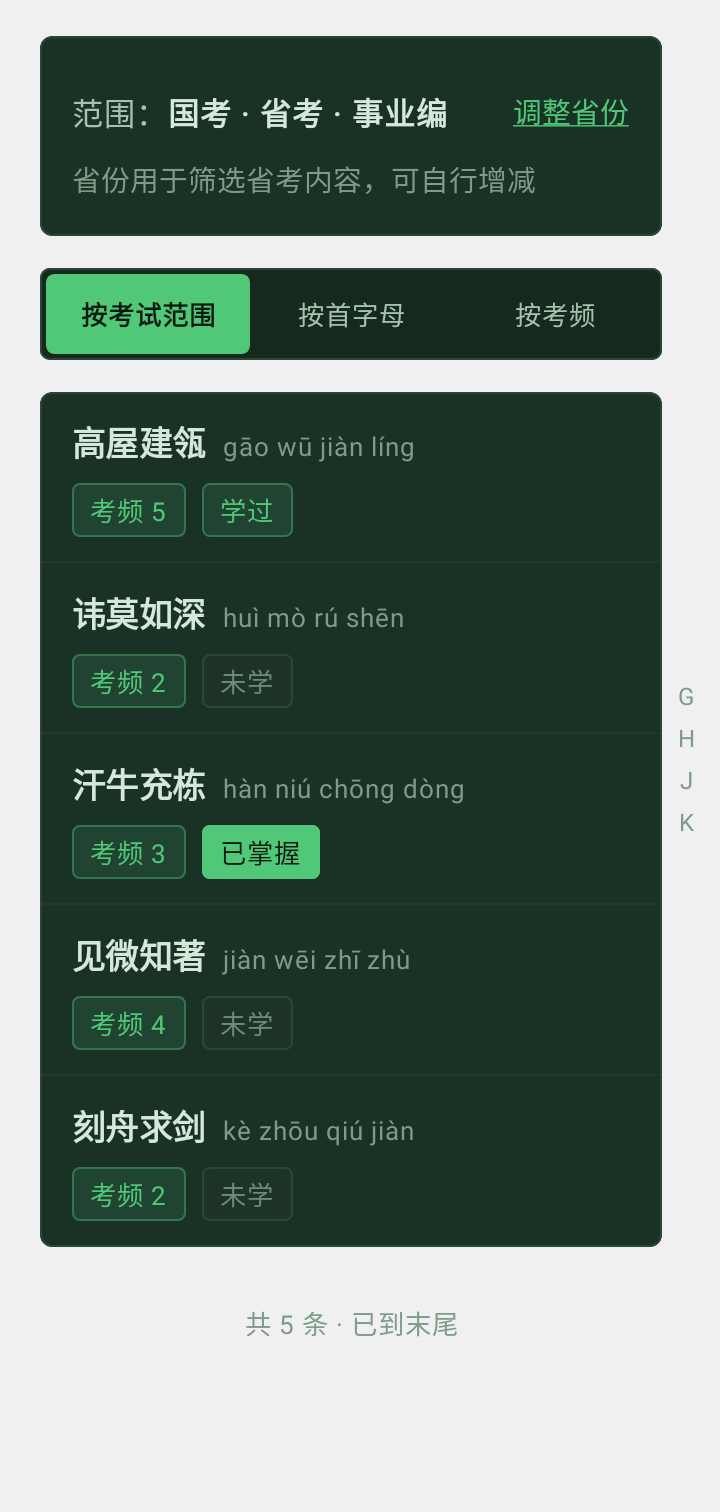 范围：国考 · 省考 · 事业编 调整省份
省份用于筛选省考内容，可自行增减
按考试范围 按首字母 按考频
高屋建瓴 gāo wū jiàn líng
考频 5 学过
讳莫如深 huì mò rú shēn
考频 2 未学
汗牛充栋 hàn niú chōng dòng
考频 3 已掌握
见微知著 jiàn wēi zhī zhù
考频 4 未学
刻舟求剑 kè zhōu qiú jiàn
考频 2 未学
G
H
J
K
共 5 条 · 已到末尾